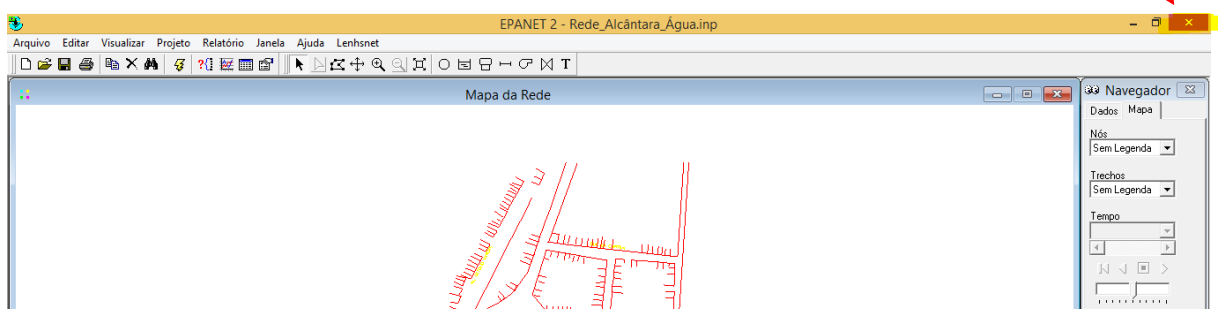 EPANET 2 - Rede_Alcântara_Água.inp
Arquivo Editar Visualizar Projeto Relatório Janela Ajuda Lenhsnet
T
Mapa da Rede
Navegador
Dados Mapa
Nós
Sem Legenda
Trechos
Sem Legenda
Tempo